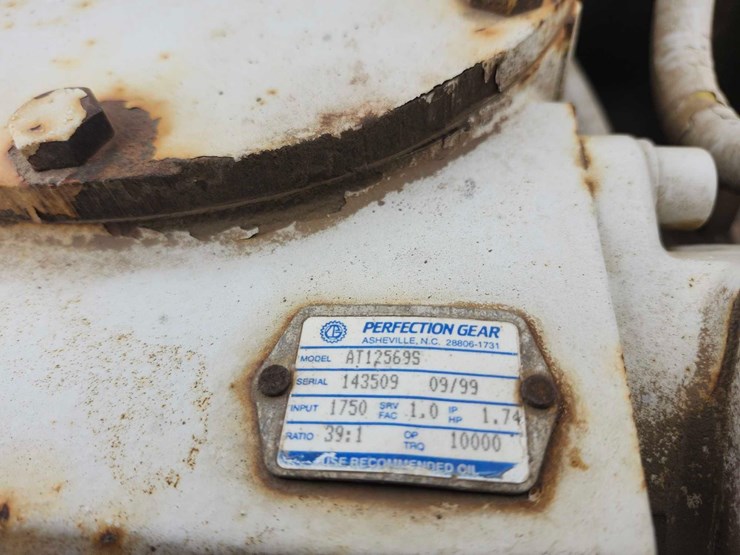 PERFECTION GEAR
ASHEVILLE, N.C. 28806-1731
MODEL AT12569S
SERIAL 143509 09/99
INPUT 1750 SRV FAC 1.0 IP HP 1.74
RATIO 39:1 OP TRQ 10000
USE RECOMMENDED OIL